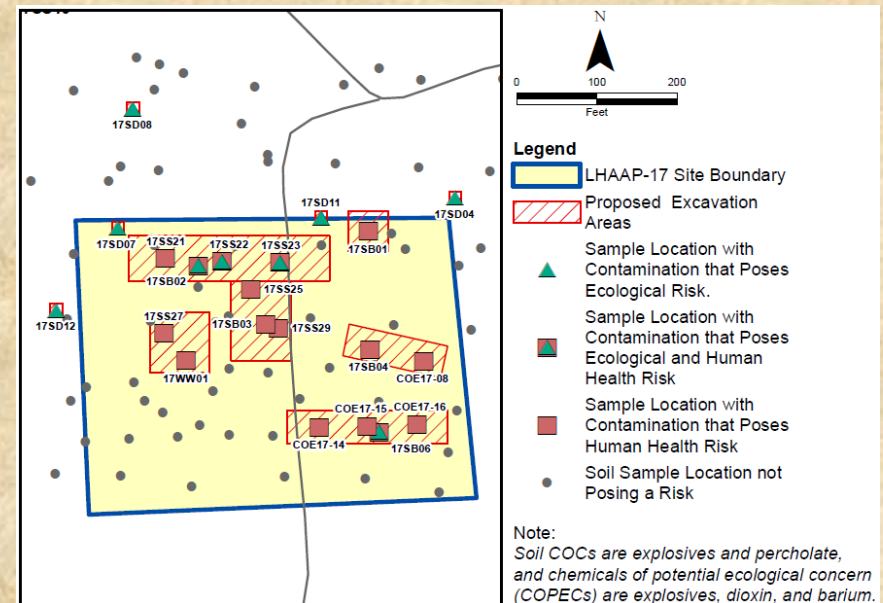 N
0 100 200
Feet
Legend
LHAAP-17 Site Boundary
Proposed Excavation
Areas
Sample Location with
Contamination that Poses
Ecological Risk.
Sample Location with
Contamination that Poses
Ecological and Human
Health Risk
Sample Location with
Contamination that Poses
Human Health Risk
Soil Sample Location not
Posing a Risk
Note:
Soil COCs are explosives and percholate,
and chemicals of potential ecological concern
(COPECs) are explosives, dioxin, and barium.
17SD08
17SD11
17SD04
17SD07
17SS21
17SS22
17SS23
17SB01
17SB02
17SS25
17SD12
17SS27
17SB03
17SS29
17SB04
17WW01
COE17-08
COE17-15
COE17-16
COE17-14
17SB06